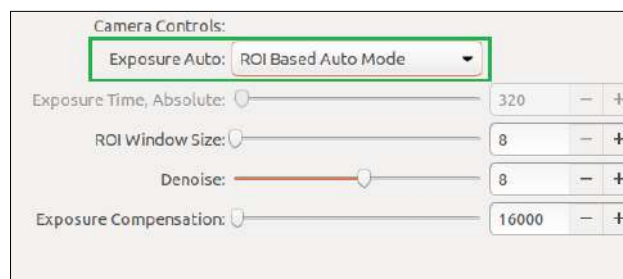 Camera Controls:
Exposure Auto: ROI Based Auto Mode
Exposure Time, Absolute: 320 − +
ROI Window Size: 8 − +
Denoise: 8 − +
Exposure Compensation: 16000 − +